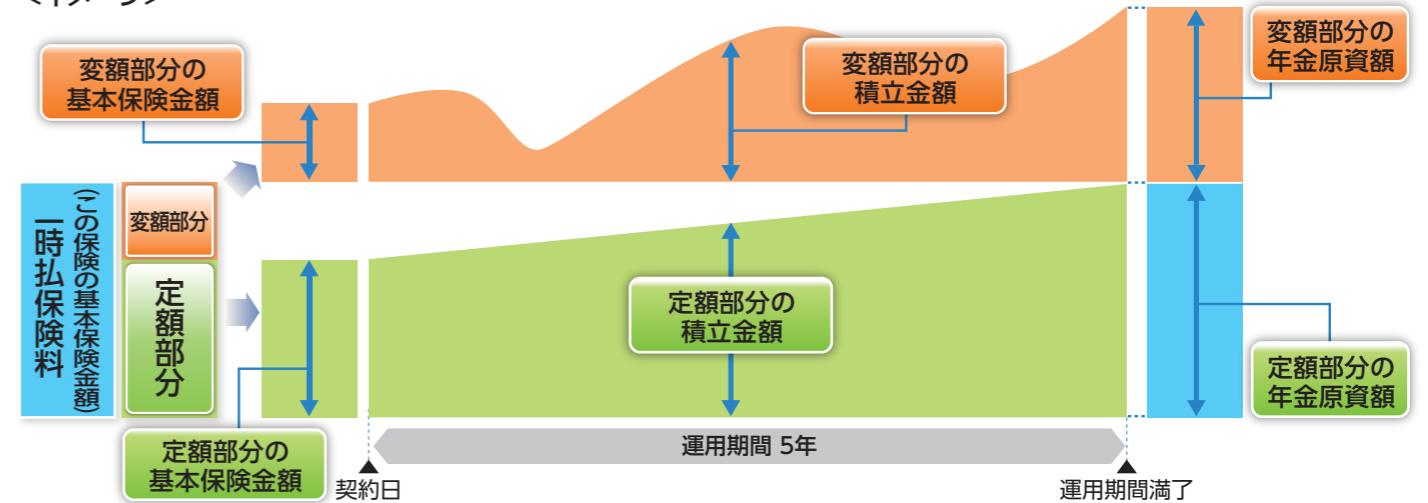 変額部分の
基本保険金額
変額部分の
積立金額
変額部分の
年金原資額
一時払保険料
(この保険の基本保険金額)
変額部分
定額部分
定額部分の
積立金額
定額部分の
年金原資額
定額部分の
基本保険金額
運用期間 5年
契約日
運用期間満了